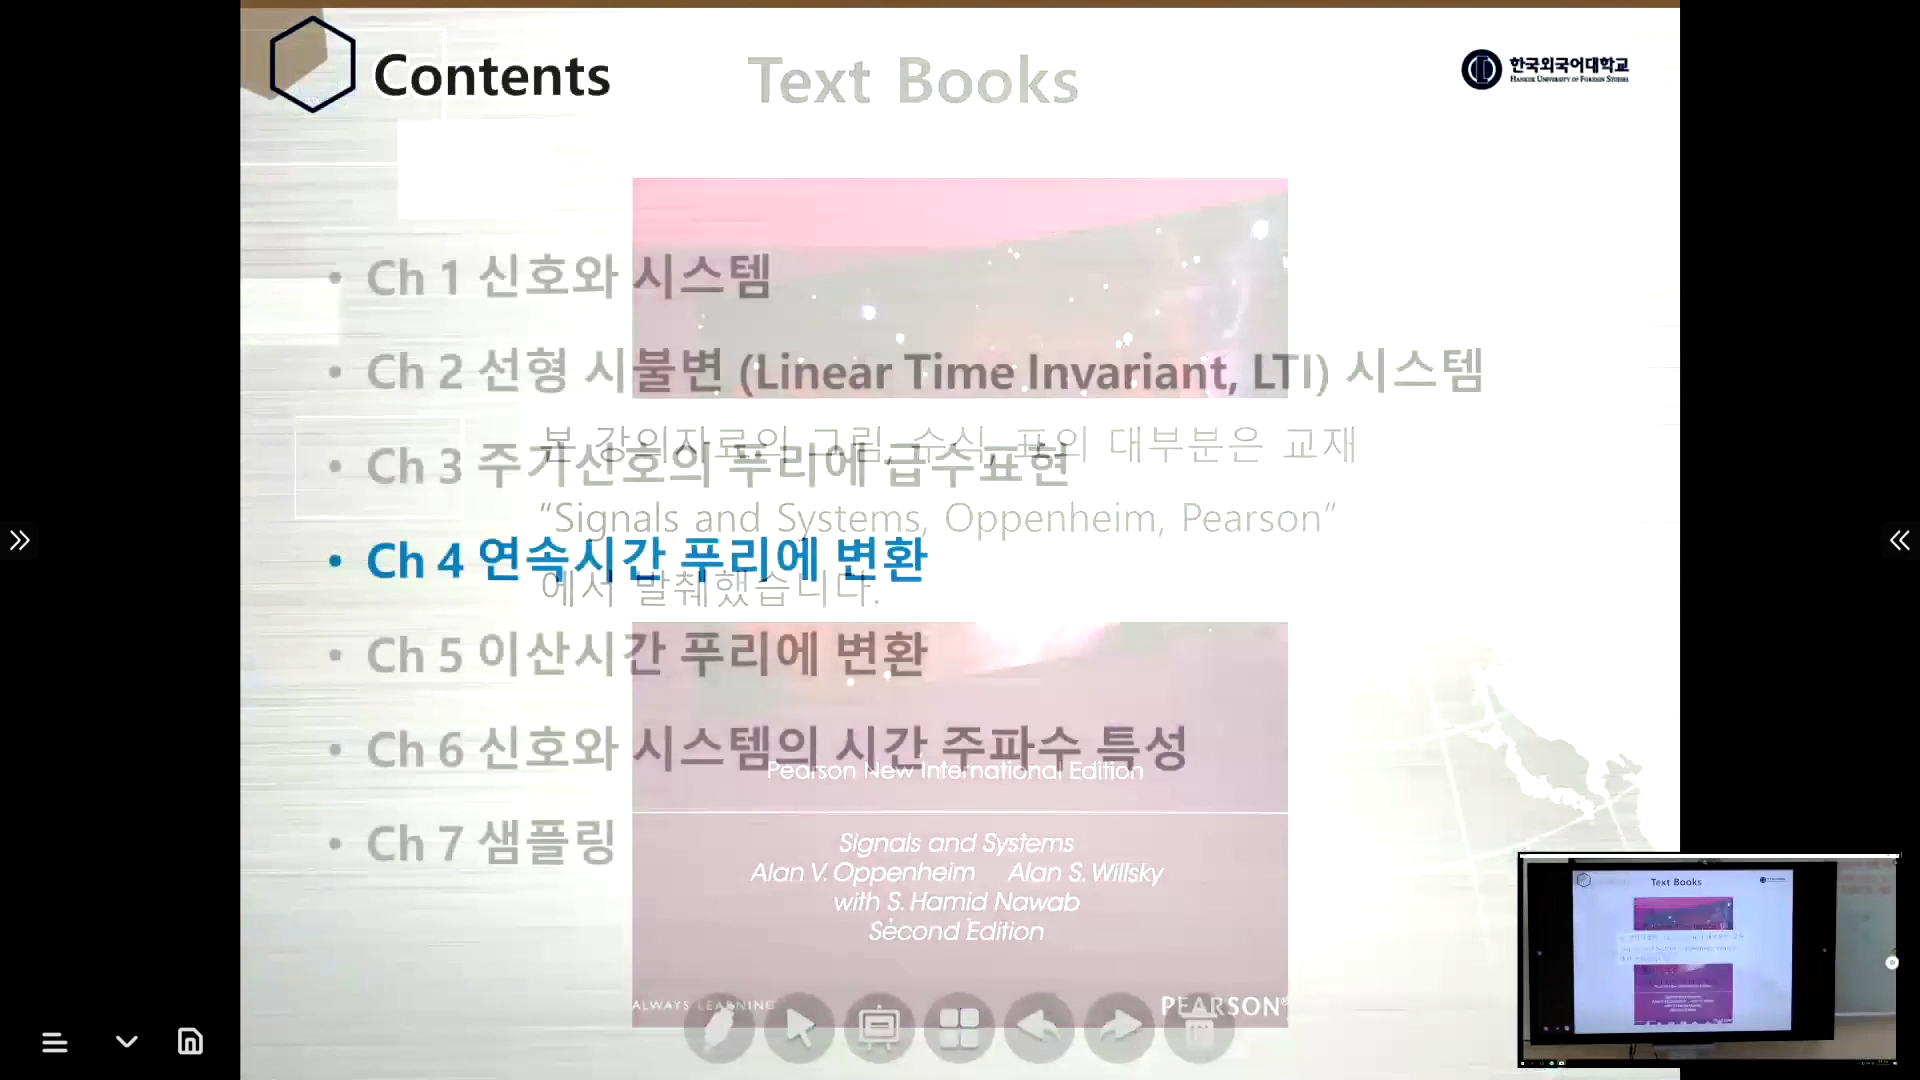 Contents
Text Books
한국외국어대학교
HANKUK UNIVERSITY OF FOREIGN STUDIES
• Ch 1 신호와 시스템
• Ch 2 선형 시불변 (Linear Time Invariant, LTI) 시스템
본 강의자료의 그림, 수식, 표의 대부분은 교재
• Ch 3 주기신호의 푸리에 급수표현
“Signals and Systems, Oppenheim, Pearson”
• Ch 4 연속시간 푸리에 변환
에서 발췌했습니다.
• Ch 5 이산시간 푸리에 변환
• Ch 6 신호와 시스템의 시간 주파수 특성
Pearson New International Edition
• Ch 7 샘플링
Signals and Systems
Alan V. Oppenheim Alan S. Willsky
with S. Hamid Nawab
Second Edition
ALWAYS LEARNING
PEARSON
Text Books